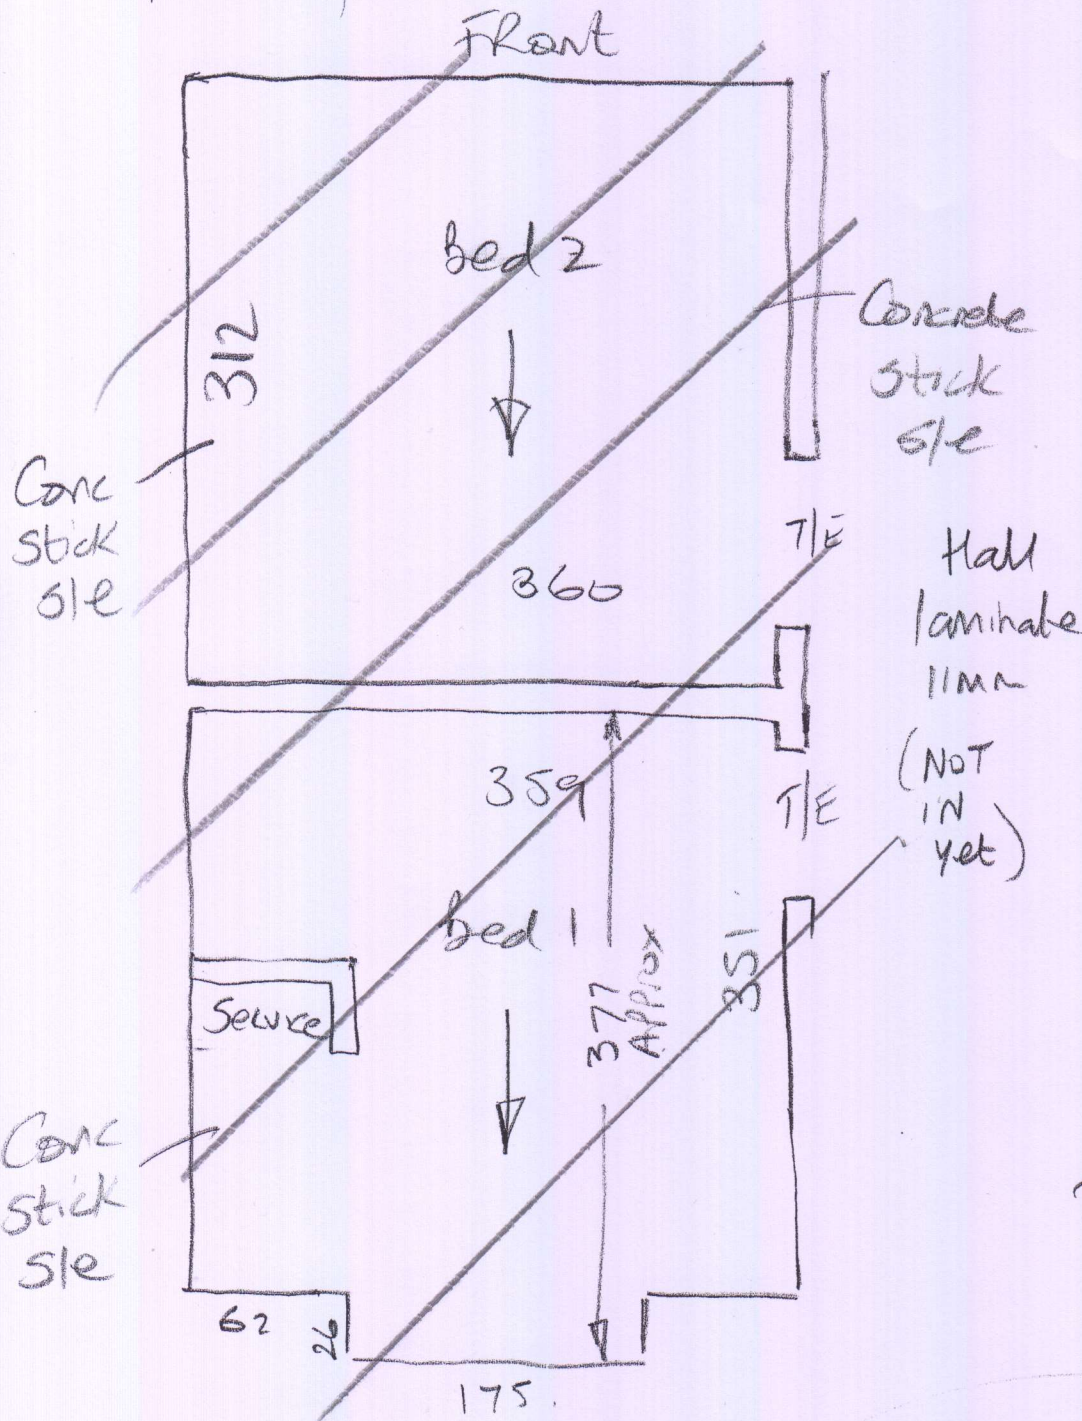 Front
Bed 2
312
Concrete
stick
s/e
Conc
stick
s/e
T/E
Hall
laminate
11mm
(NOT
IN
yet)
360
359
T/E
Bed 1
377
APPROX
351
Service
Conc
stick
s/e
62
26
175